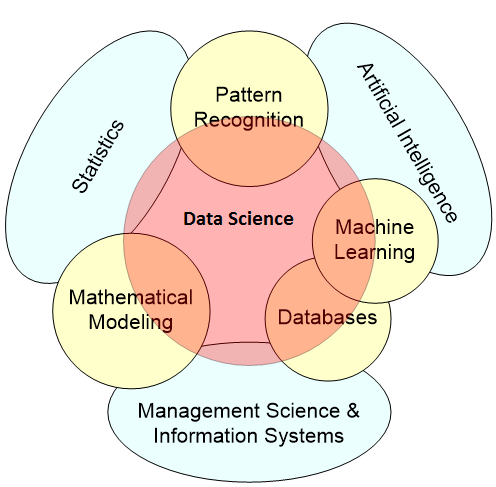 Pattern
Recognition
Statistics
Artificial Intelligence
Data Science
Machine
Learning
Mathematical
Modeling
Databases
Management Science &
Information Systems